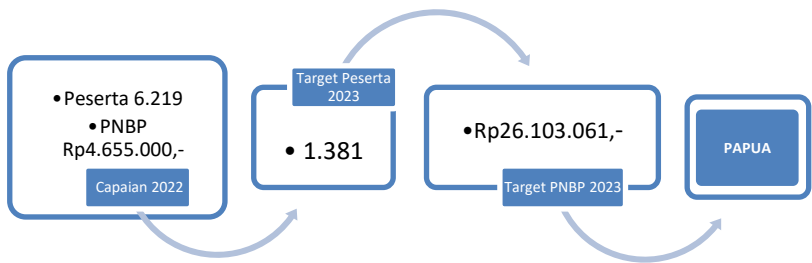 •Peserta 6.219
•PNBP
Rp4.655.000,-
Capaian 2022
Target Peserta
2023
• 1.381
•Rp26.103.061,-
Target PNBP 2023
PAPUA